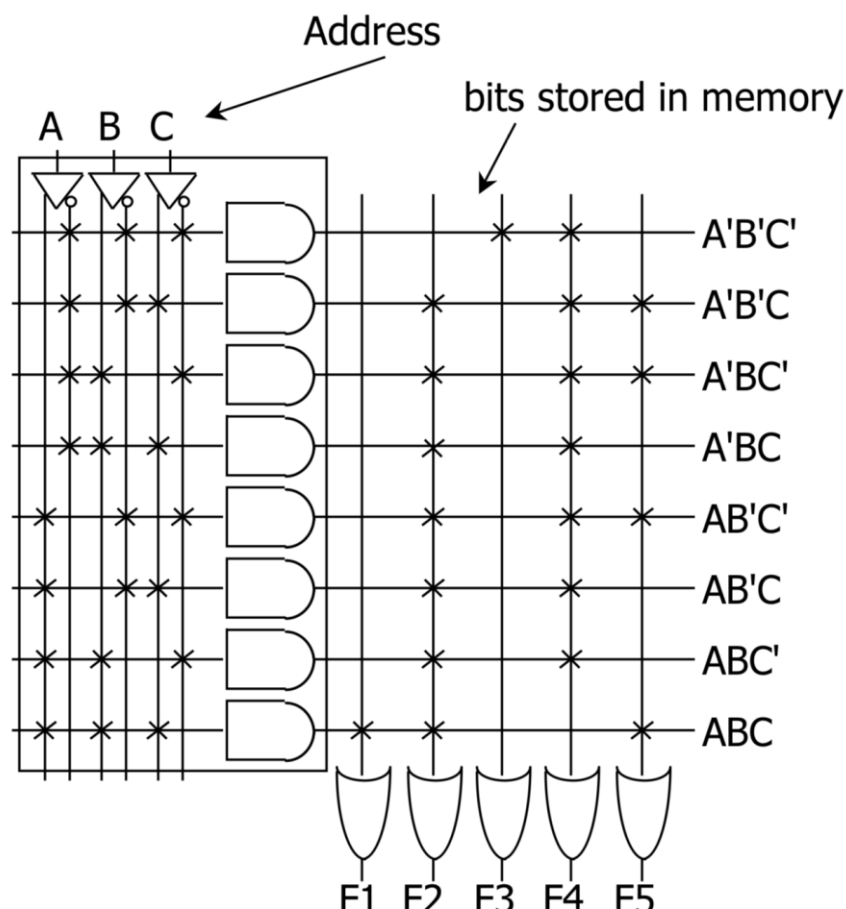 Address
bits stored in memory
A B C
A'B'C'
A'B'C
A'BC'
A'BC
AB'C'
AB'C
ABC'
ABC
F1 F2 F3 F4 F5